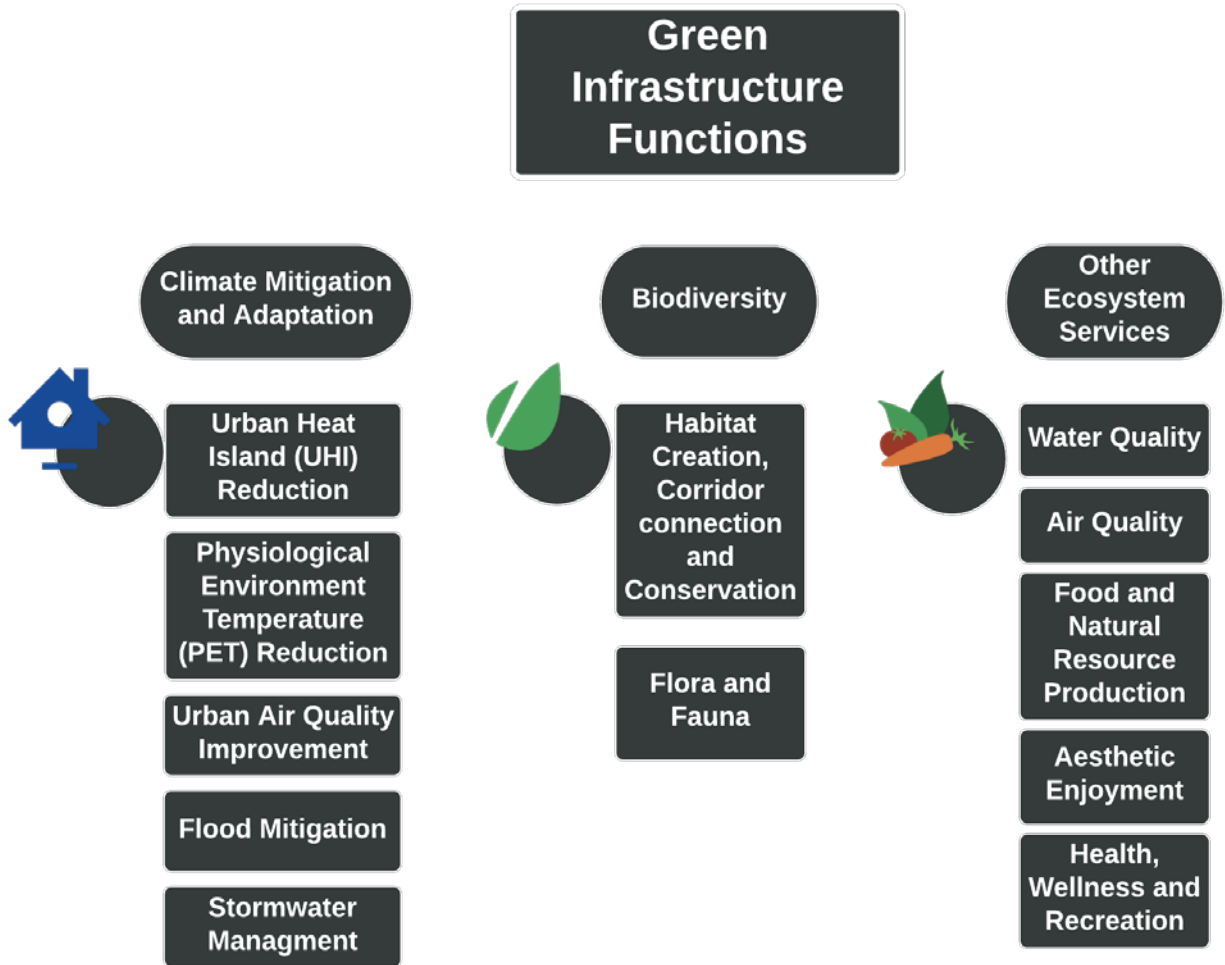 Green
Infrastructure
Functions
Climate Mitigation
and Adaptation
Urban Heat
Island (UHI)
Reduction
Physiological
Environment
Temperature
(PET) Reduction
Urban Air Quality
Improvement
Flood Mitigation
Stormwater
Managment
Biodiversity
Habitat
Creation,
Corridor
connection
and
Conservation
Flora and
Fauna
Other
Ecosystem
Services
Water Quality
Air Quality
Food and
Natural
Resource
Production
Aesthetic
Enjoyment
Health,
Wellness and
Recreation